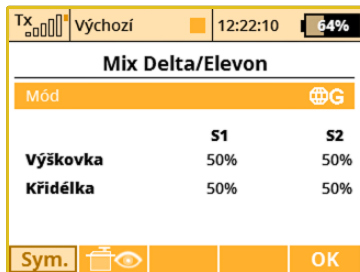 Tx Výchozí 12:22:10 64%
Mix Delta/Elevon
Mód G
S1 S2
Výškovka 50% 50%
Křidélka 50% 50%
Sym. OK